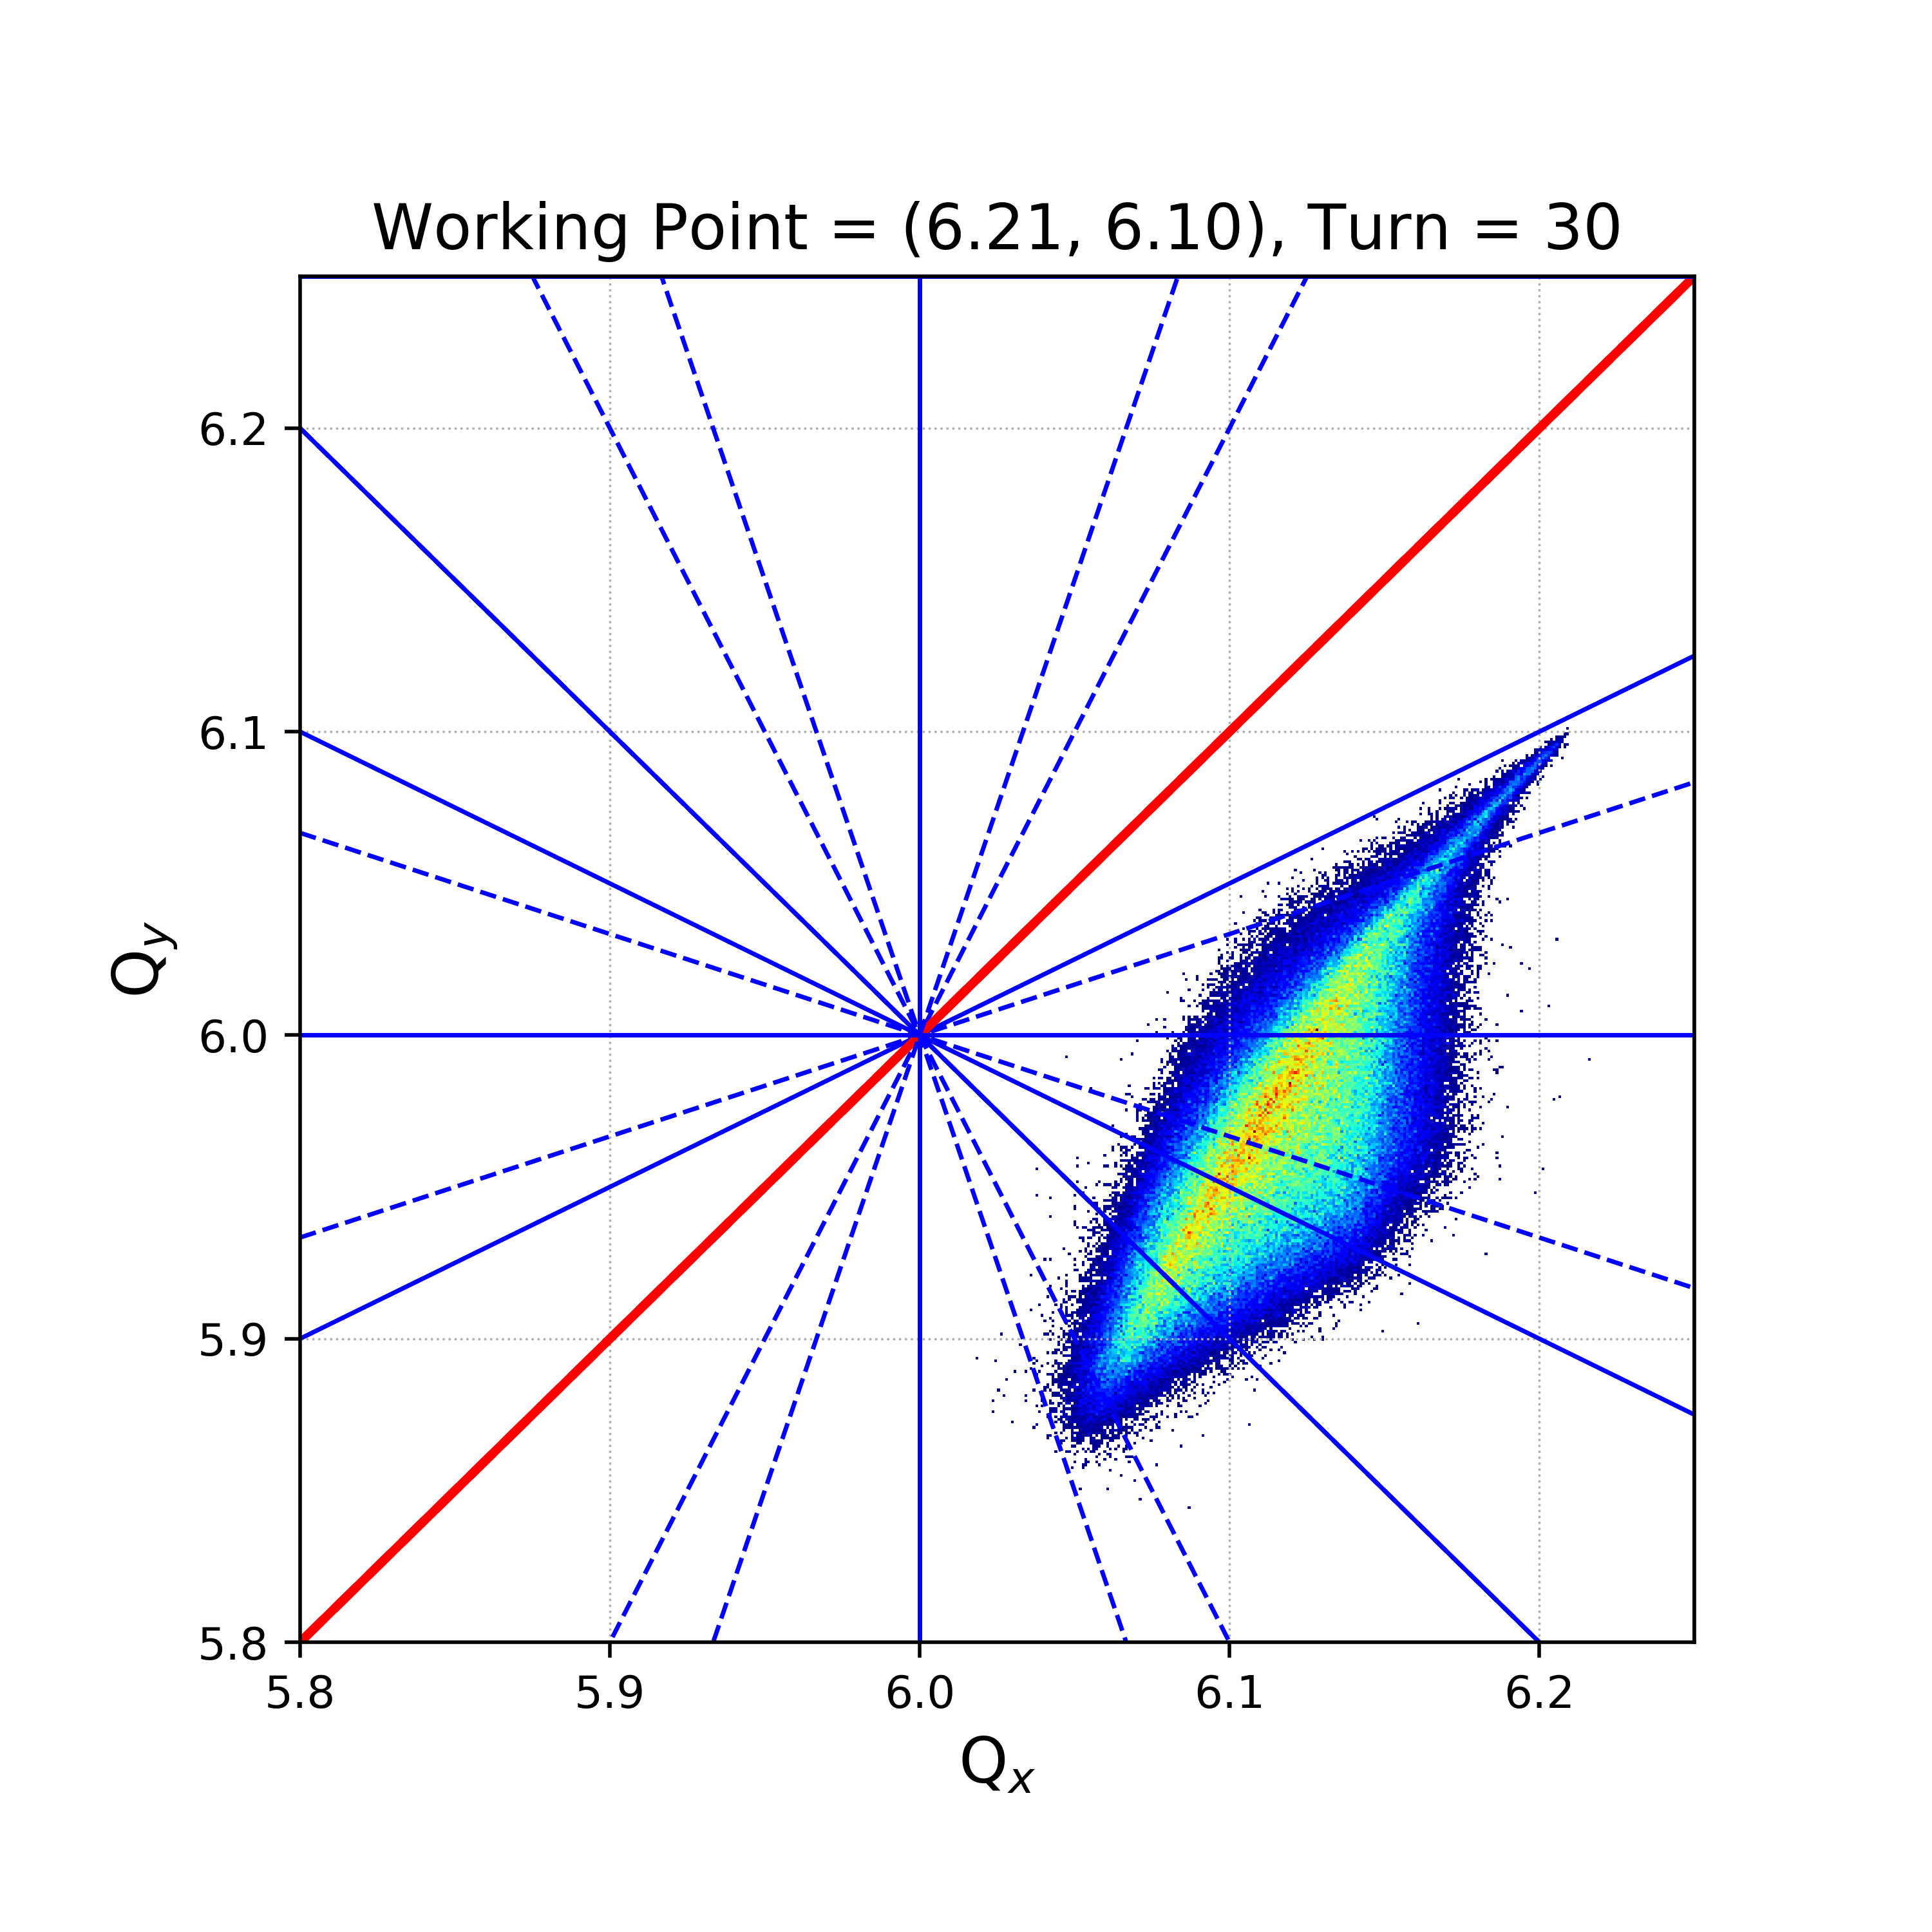 Working Point = (6.21, 6.10), Turn = 30
6.2
6.1
6.0
5.9
5.8
Qy
5.8 5.9 6.0 6.1 6.2
Qx